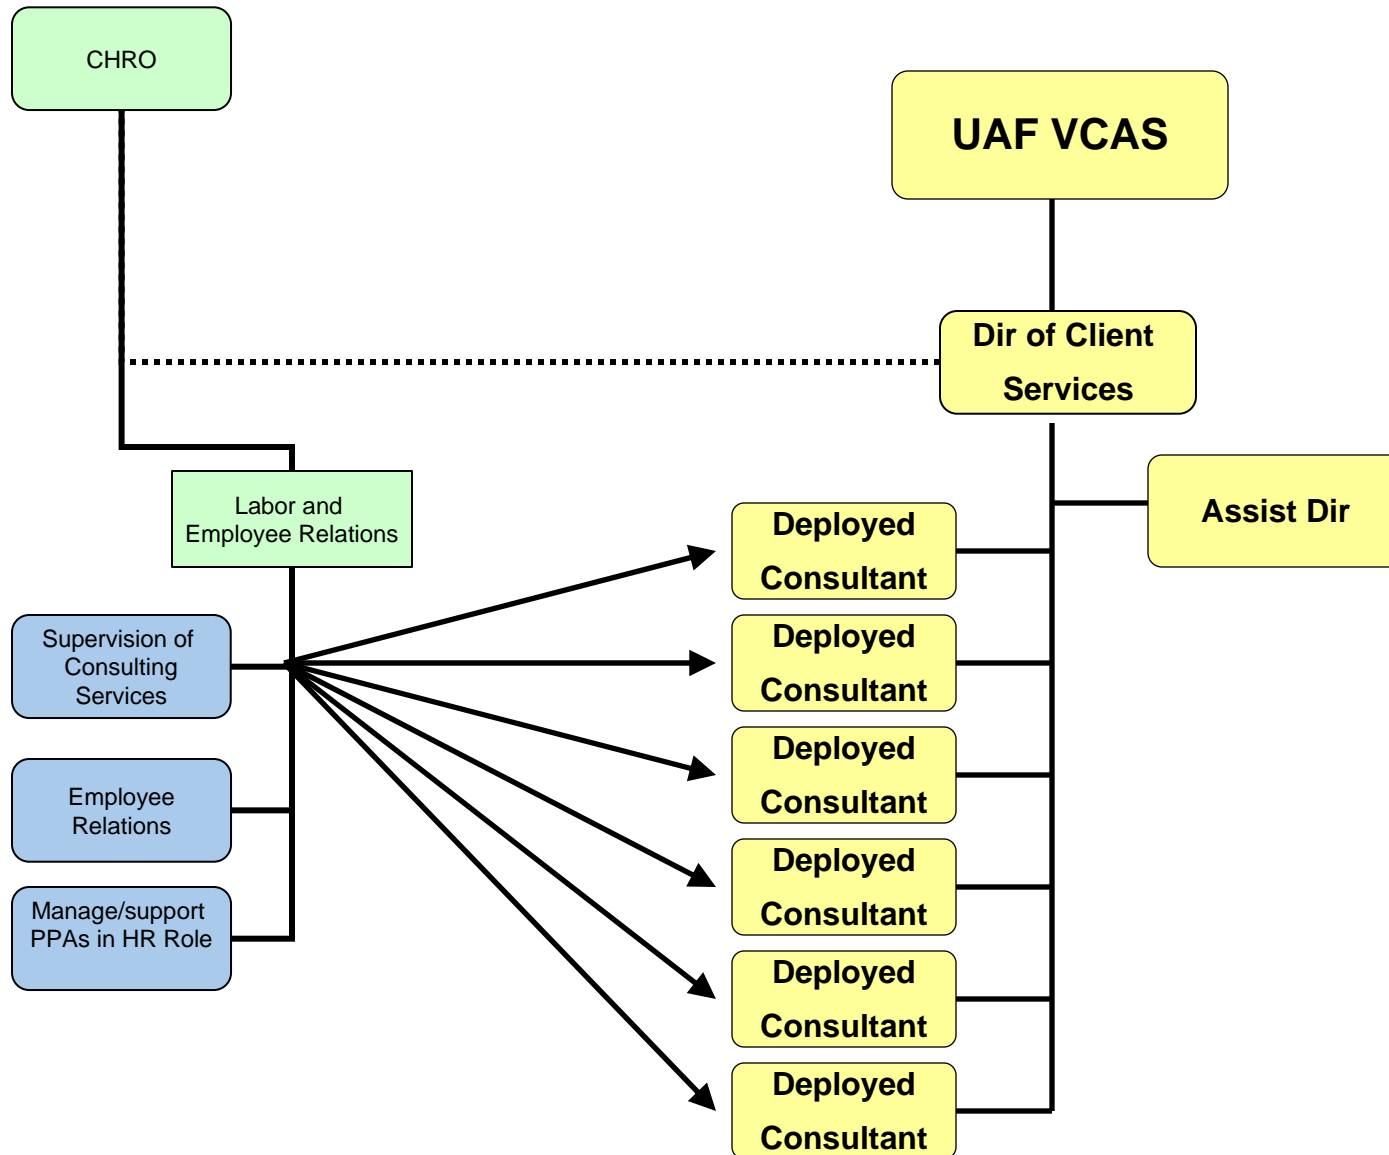 CHRO
UAF VCAS
Dir of Client
Services
Labor and
Employee Relations
Assist Dir
Deployed
Consultant
Supervision of
Consulting
Services
Deployed
Consultant
Deployed
Consultant
Employee
Relations
Deployed
Consultant
Manage/support
PPAs in HR Role
Deployed
Consultant
Deployed
Consultant